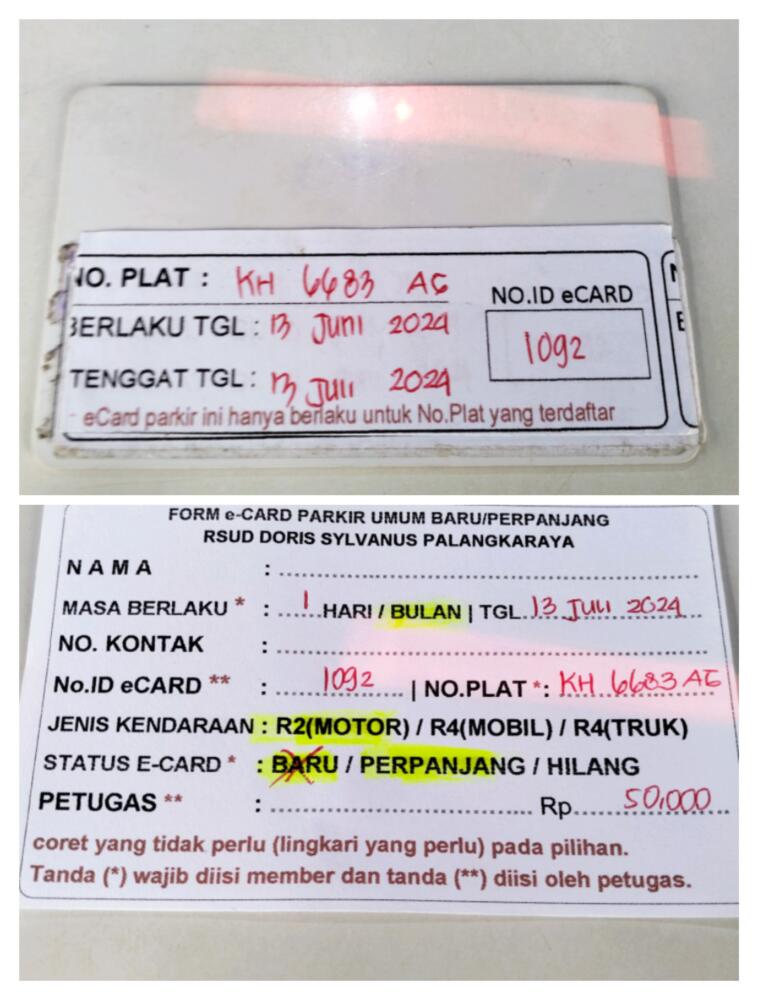 NO. PLAT : KH 6683 AG
NO.ID eCARD
BERLAKU TGL : 13 JUNI 2024
1092
TENGGAT TGL : 13 JULI 2024
- eCard parkir ini hanya berlaku untuk No.Plat yang terdaftar
FORM e-CARD PARKIR UMUM BARU/PERPANJANG
RSUD DORIS SYLVANUS PALANGKARAYA
N A M A :
MASA BERLAKU * : 1 HARI / BULAN | TGL. 13 JULI 2024
NO. KONTAK :
No.ID eCARD ** : 1092 | NO.PLAT *: KH 6683 AG
JENIS KENDARAAN : R2(MOTOR) / R4(MOBIL) / R4(TRUK)
STATUS E-CARD * : BARU / PERPANJANG / HILANG
PETUGAS ** : Rp. 50,000
coret yang tidak perlu (lingkari yang perlu) pada pilihan.
Tanda (*) wajib diisi member dan tanda (**) diisi oleh petugas.